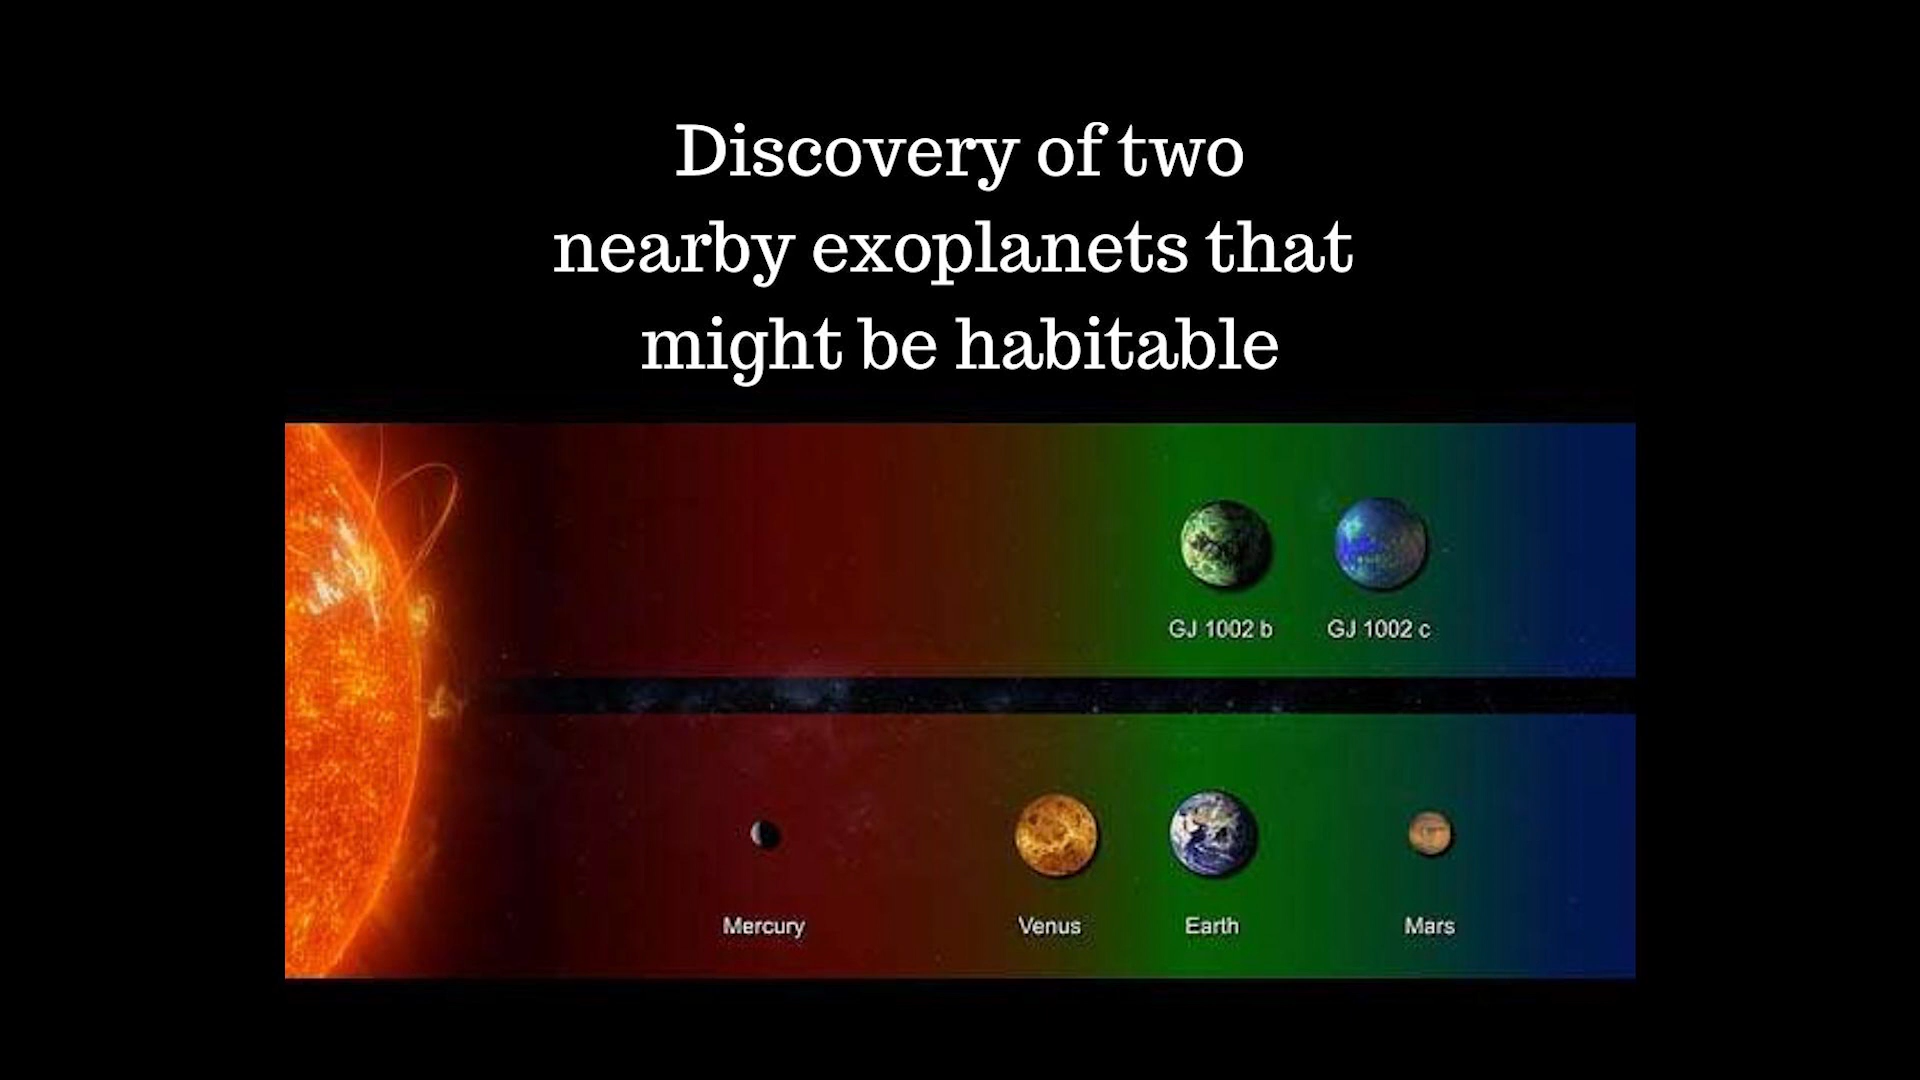 Discovery of two
nearby exoplanets that
might be habitable
GJ 1002 b GJ 1002 c
Mercury Venus Earth Mars